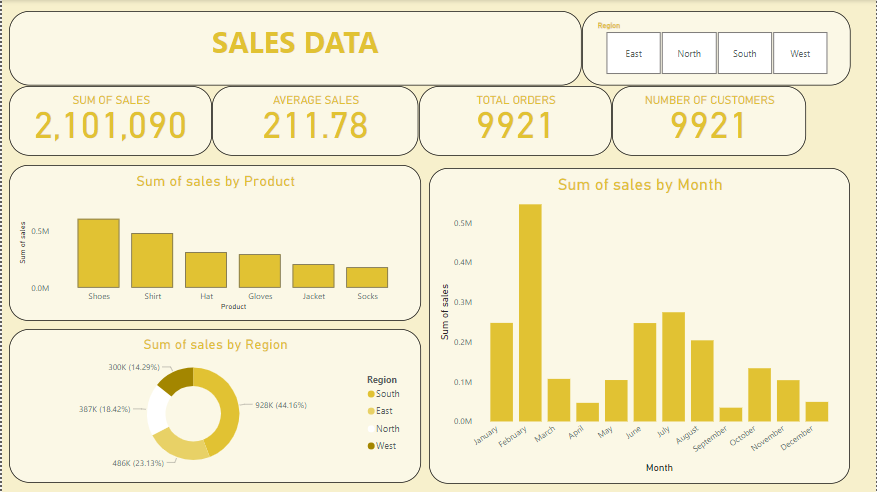 SALES DATA
Region
East North South West
SUM OF SALES
2,101,090
AVERAGE SALES
211.78
TOTAL ORDERS
9921
NUMBER OF CUSTOMERS
9921
Sum of sales by Product
Sum of sales
0.5M
0.0M
Shoes Shirt Hat Gloves Jacket Socks
Product
Sum of sales by Month
Sum of sales
0.5M
0.4M
0.3M
0.2M
0.1M
0.0M
January February March April May June July August September October November December
Month
Sum of sales by Region
300K (14.29%)
387K (18.42%)
928K (44.16%)
486K (23.13%)
Region
South
East
North
West